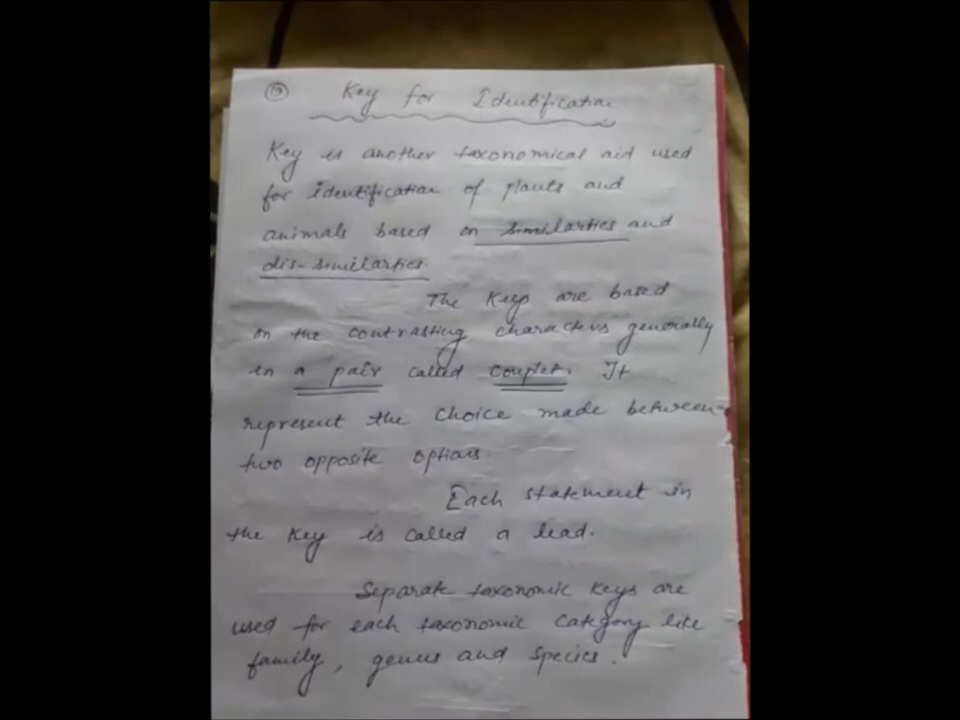 19 Key for Identification
Key is another taxonomical aid used
for identification of plants and
animals based on similarties and
dis-similarties.
The Keys are based
on the contrasting characters generally
in a pair called couplet. It
represent the choice made between
two opposite options.
Each statement in
the Key is called a lead.
Separate taxonomic Keys are
used for each taxonomic category like
family, genus and species.